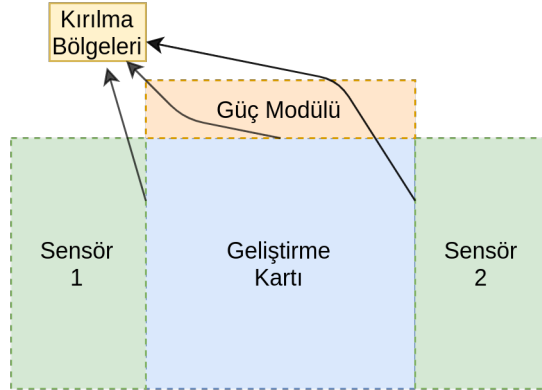 Kırılma
Bölgeleri
Güç Modülü
Sensör
1
Geliştirme
Kartı
Sensör
2